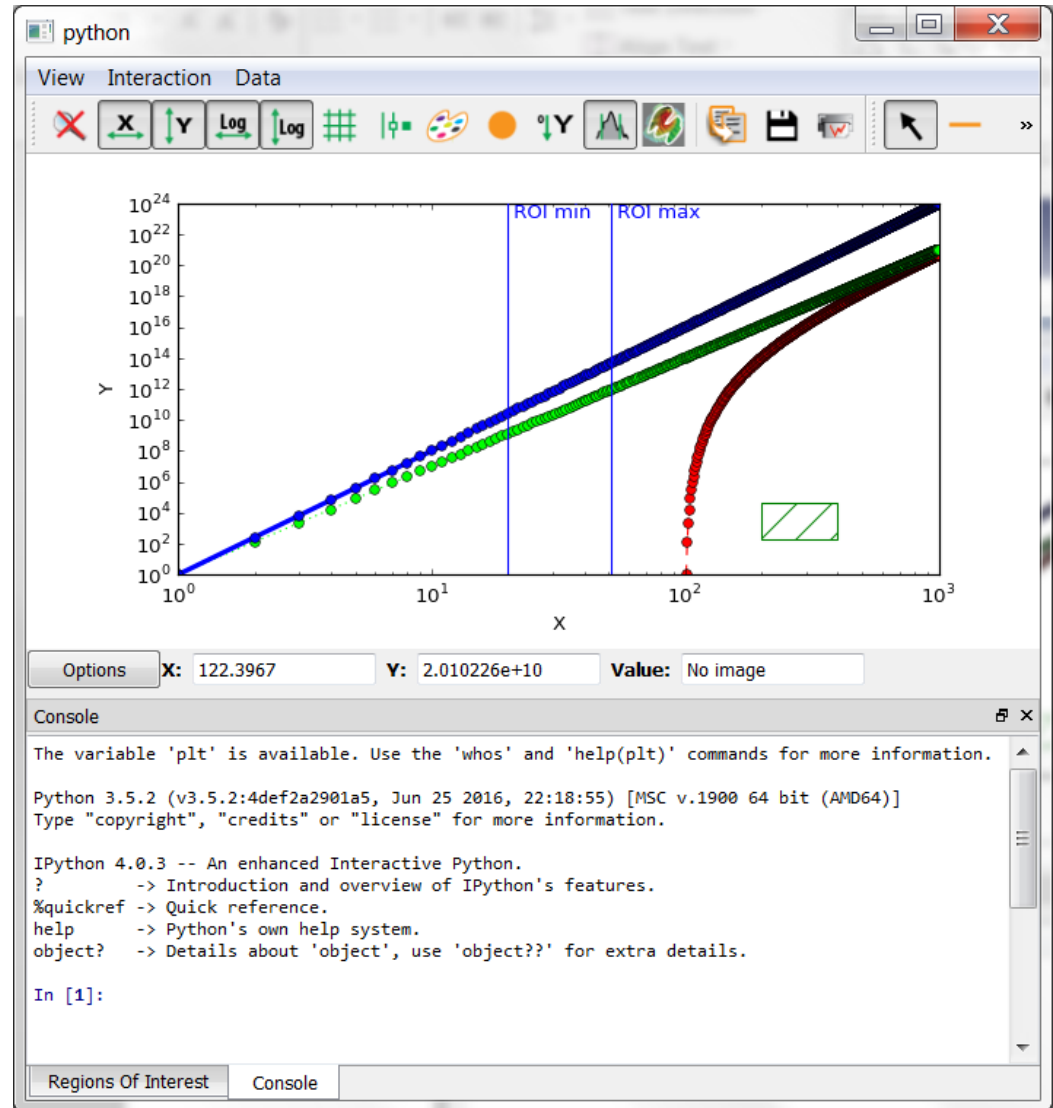 python
View Interaction Data
X Y Log Log Y »
10^24
10^22
10^20
10^18
10^16
10^14
10^12
10^10
10^8
10^6
10^4
10^2
10^0
Y
ROI min ROI max
10^0 10^1 10^2 10^3
X
Options X: 122.3967 Y: 2.010226e+10 Value: No image
Console
The variable 'plt' is available. Use the 'whos' and 'help(plt)' commands for more information.
Python 3.5.2 (v3.5.2:4def2a2901a5, Jun 25 2016, 22:18:55) [MSC v.1900 64 bit (AMD64)]
Type "copyright", "credits" or "license" for more information.
IPython 4.0.3 -- An enhanced Interactive Python.
? -> Introduction and overview of IPython's features.
%quickref -> Quick reference.
help -> Python's own help system.
object? -> Details about 'object', use 'object??' for extra details.
In [1]:
Regions Of Interest Console